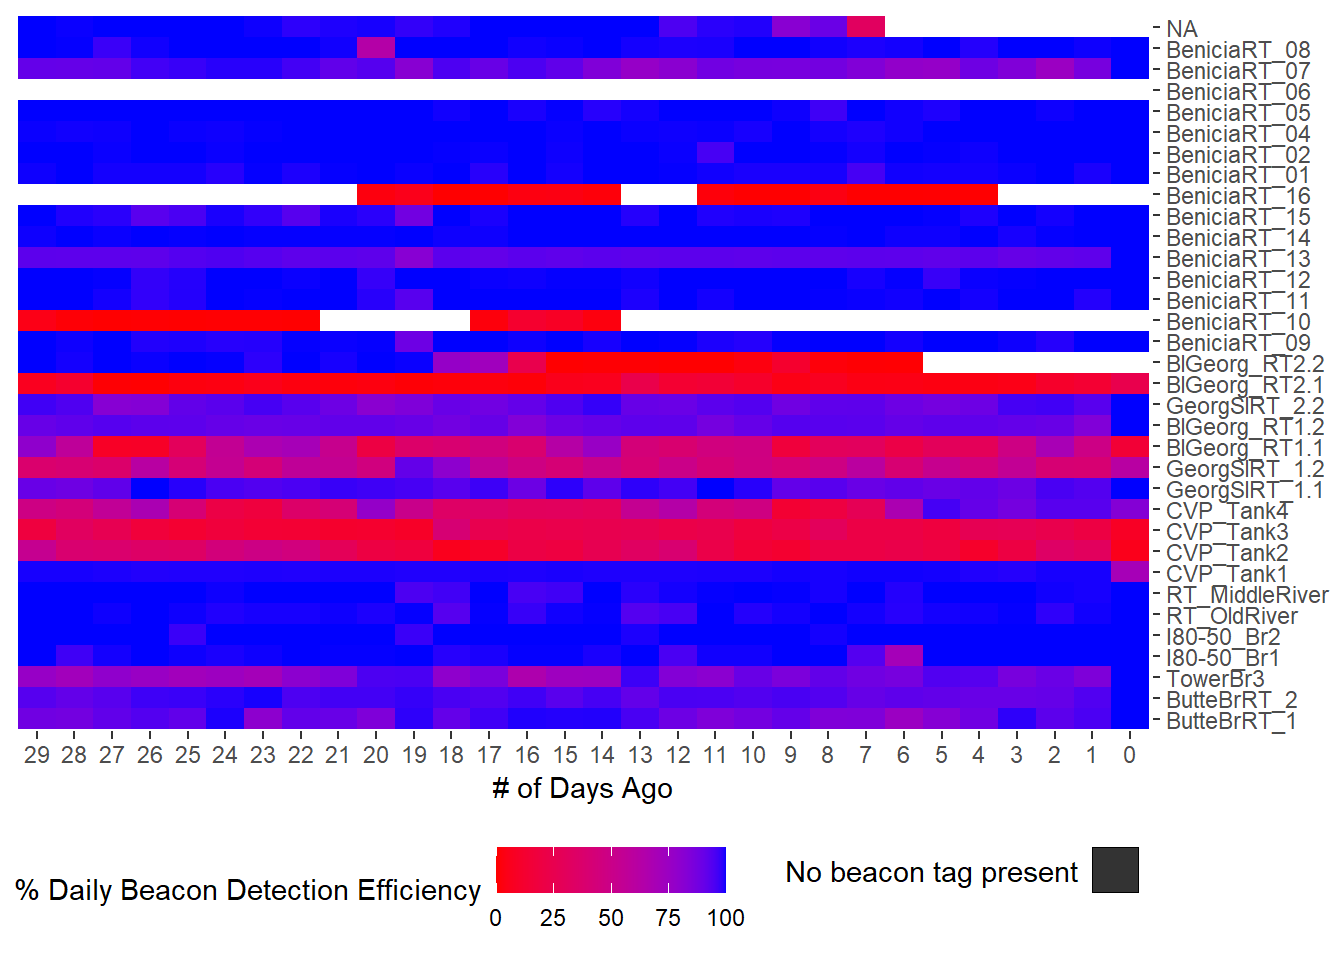 NA
BeniciaRT_08
BeniciaRT_07
BeniciaRT_06
BeniciaRT_05
BeniciaRT_04
BeniciaRT_02
BeniciaRT_01
BeniciaRT_16
BeniciaRT_15
BeniciaRT_14
BeniciaRT_13
BeniciaRT_12
BeniciaRT_11
BeniciaRT_10
BeniciaRT_09
BlGeorg_RT2.2
BlGeorg_RT2.1
GeorgSlRT_2.2
BlGeorg_RT1.2
BlGeorg_RT1.1
GeorgSlRT_1.2
GeorgSlRT_1.1
CVP_Tank4
CVP_Tank3
CVP_Tank2
CVP_Tank1
RT_MiddleRiver
RT_OldRiver
I80-50_Br2
I80-50_Br1
TowerBr3
ButteBrRT_2
ButteBrRT_1
29 28 27 26 25 24 23 22 21 20 19 18 17 16 15 14 13 12 11 10 9 8 7 6 5 4 3 2 1 0
# of Days Ago
% Daily Beacon Detection Efficiency
0 25 50 75 100
No beacon tag present